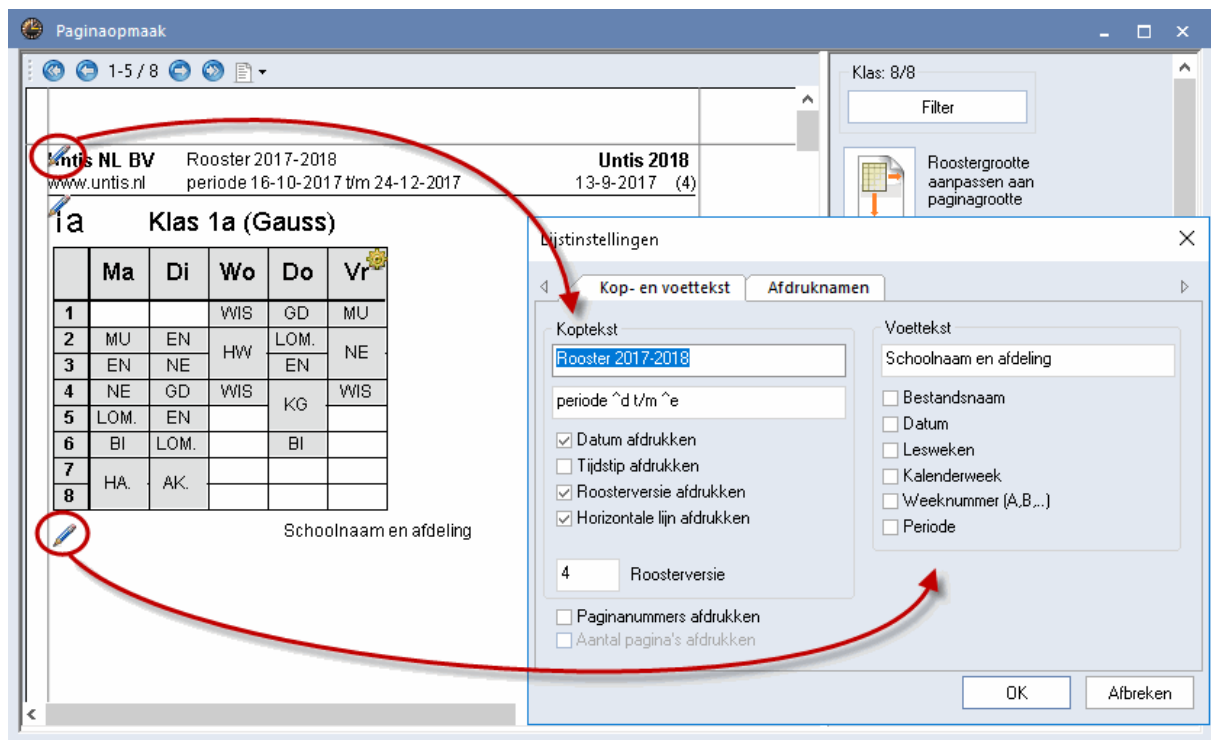 Paginaopmaak
1-5 / 8
Klas: 8/8
Filter
Roostergrootte
aanpassen aan
paginagrootte
Untis NL BV Rooster 2017-2018 Untis 2018
www.untis.nl periode 16-10-2017 t/m 24-12-2017 13-9-2017 (4)
1a Klas 1a (Gauss)
Ma Di Wo Do Vr
1 WIS GD MU
2 MU EN HW LOM. NE
3 EN NE EN
4 NE GD WIS KG WIS
5 LOM. EN
6 BI LOM. BI
7 HA. AK.
8
Schoolnaam en afdeling
Lijstinstellingen
Kop- en voettekst Afdruknamen
Koptekst
Rooster 2017-2018
periode ^d t/m ^e
Datum afdrukken
Tijdstip afdrukken
Roosterversie afdrukken
Horizontale lijn afdrukken
4 Roosterversie
Paginanummers afdrukken
Aantal pagina's afdrukken
Voettekst
Schoolnaam en afdeling
Bestandsnaam
Datum
Lesweken
Kalenderweek
Weeknummer (A,B,...)
Periode
OK Afbreken